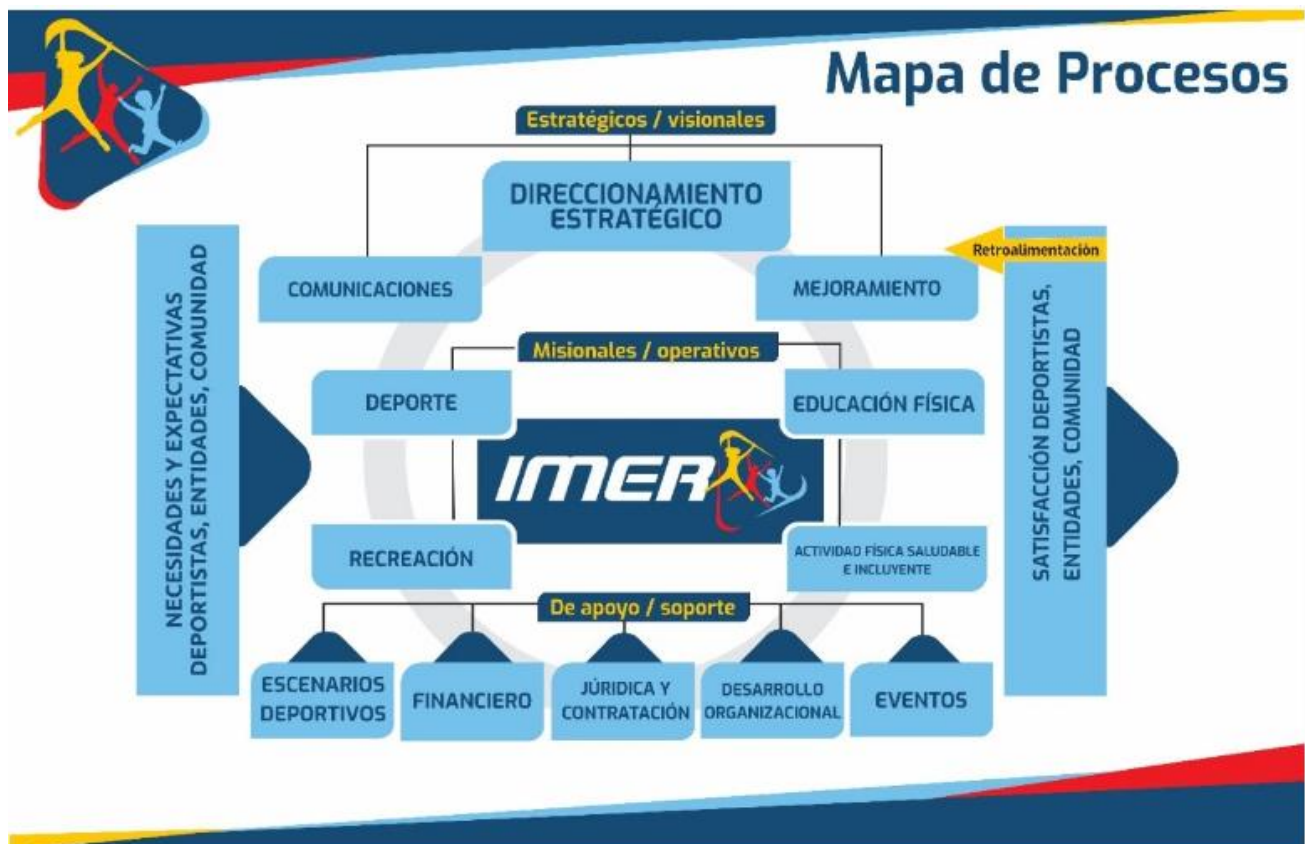 Mapa de Procesos
Estratégicos / visionales
DIRECCIONAMIENTO
ESTRATÉGICO
COMUNICACIONES
MEJORAMIENTO
NECESIDADES Y EXPECTATIVAS
DEPORTISTAS, ENTIDADES, COMUNIDAD
Retroalimentación
SATISFACCIÓN DEPORTISTAS,
ENTIDADES, COMUNIDAD
Misionales / operativos
DEPORTE
EDUCACIÓN FÍSICA
IMER
RECREACIÓN
ACTIVIDAD FÍSICA SALUDABLE
E INCLUYENTE
De apoyo / soporte
ESCENARIOS
DEPORTIVOS
FINANCIERO
JÚRIDICA Y
CONTRATACIÓN
DESARROLLO
ORGANIZACIONAL
EVENTOS